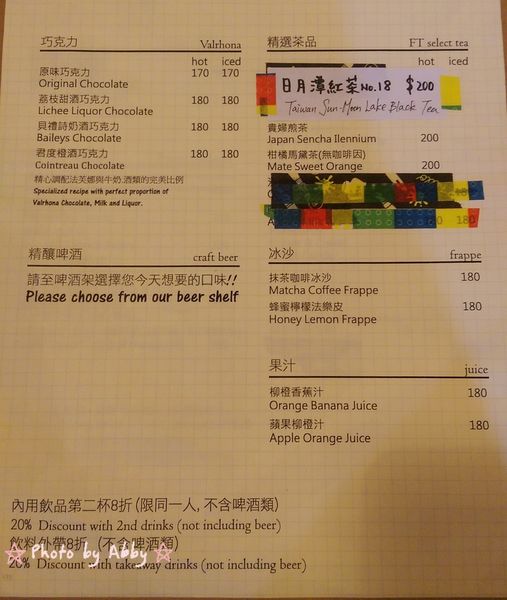 巧克力 Valrhona
hot iced
原味巧克力 170 170
Original Chocolate
荔枝甜酒巧克力 180 180
Lichee Liquor Chocolate
貝禮詩奶酒巧克力 180 180
Baileys Chocolate
君度橙酒巧克力 180 180
Cointreau Chocolate
精心調配法芙娜與牛奶.酒類的完美比例
Specialized recipe with perfect proportion of
Valrhona Chocolate, Milk and Liquor.
精釀啤酒 craft beer
請至啤酒架選擇您今天想要的口味!!
Please choose from our beer shelf
精選茶品 FT select tea
hot iced
日月潭紅茶No.18 $200
Taiwan Sun-Moon Lake Black Tea
貴婦煎茶
Japan Sencha Ilennium 200
柑橘馬黛茶(無咖啡因)
Mate Sweet Orange 200
180
冰沙 frappe
抹茶咖啡冰沙 180
Matcha Coffee Frappe
蜂蜜檸檬法樂皮 180
Honey Lemon Frappe
果汁 juice
柳橙香蕉汁 180
Orange Banana Juice
蘋果柳橙汁 180
Apple Orange Juice
內用飲品第二杯8折(限同一人,不含啤酒類)
20% Discount with 2nd drinks (not including beer)
飲料外帶8折 (不含啤酒類)
☆Photo by Abby☆
20% Discount with takeaway drinks (not including beer)